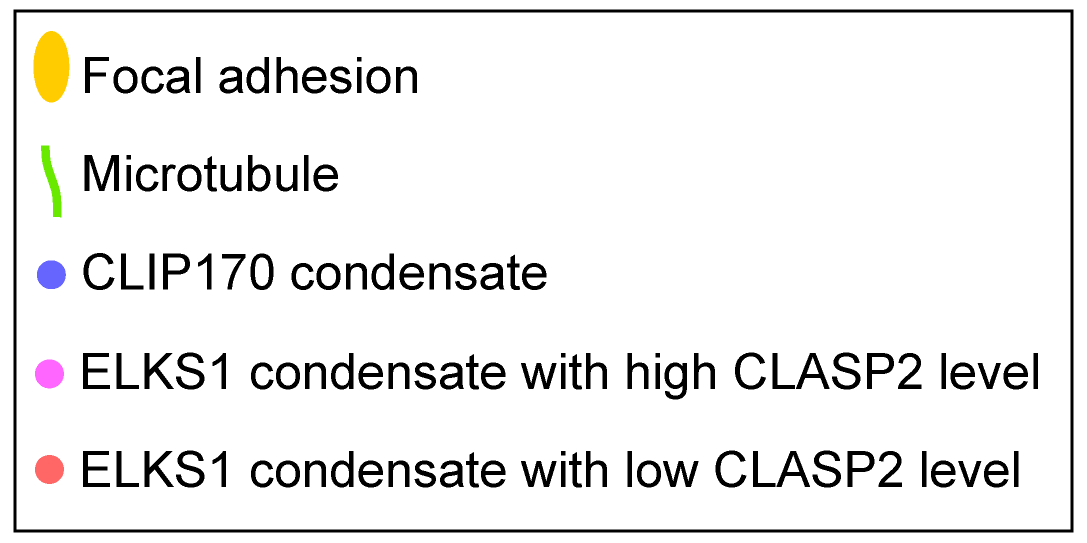 Focal adhesion
Microtubule
CLIP170 condensate
ELKS1 condensate with high CLASP2 level
ELKS1 condensate with low CLASP2 level